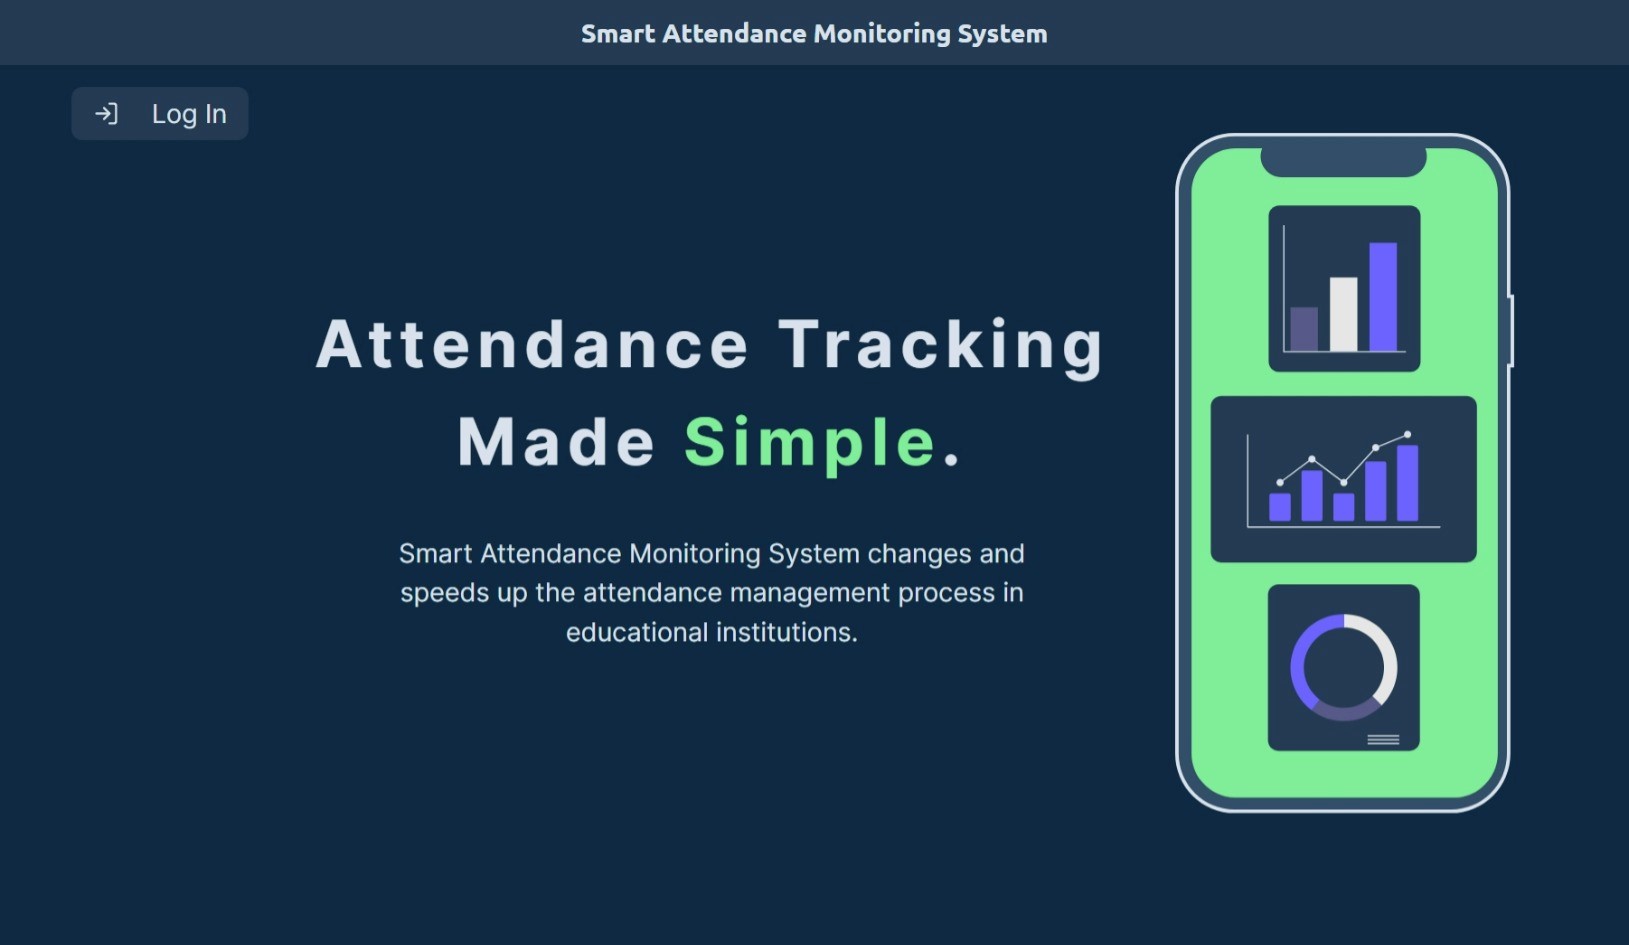 Smart Attendance Monitoring System
Log In
Attendance Tracking
Made Simple.
Smart Attendance Monitoring System changes and
speeds up the attendance management process in
educational institutions.